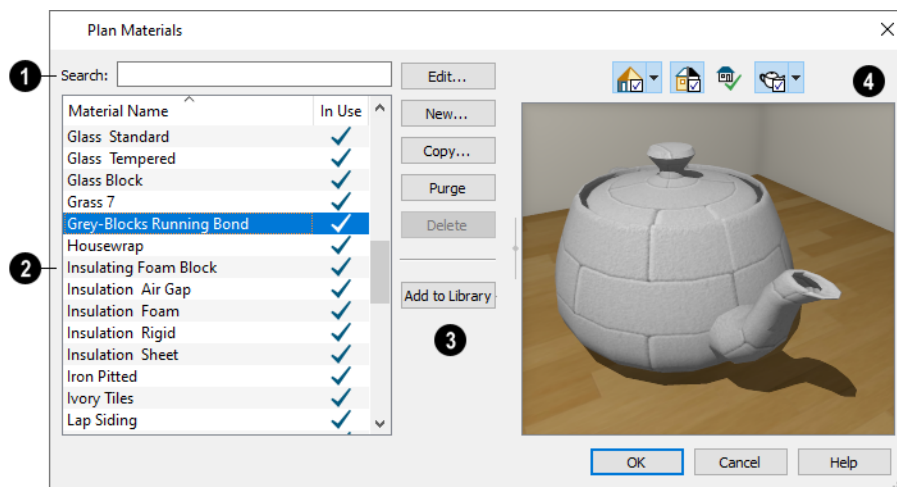 Plan Materials
1 Search: Edit...
4
Material Name In Use New...
Glass Standard
Glass Tempered Copy...
Glass Block
Grass 7 Purge
Grey-Blocks Running Bond Delete
Housewrap
2 Insulating Foam Block
Insulation Air Gap Add to Library
Insulation Foam
Insulation Rigid 3
Insulation Sheet
Iron Pitted
Ivory Tiles
Lap Siding
OK Cancel Help